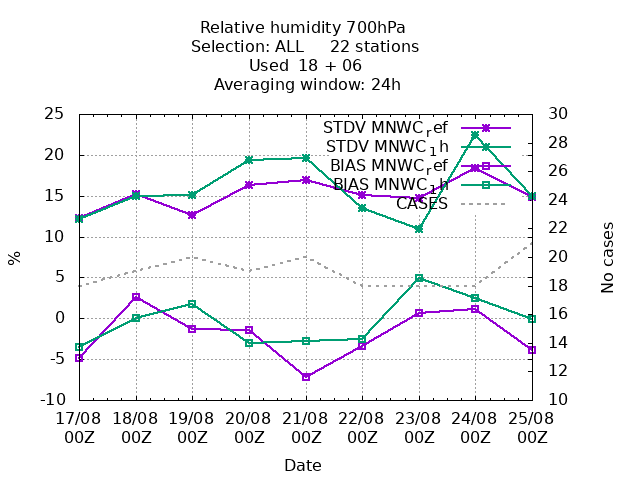 Relative humidity 700hPa
Selection: ALL 22 stations
Used 18 + 06
Averaging window: 24h
STDV MNWC_ref
STDV MNWC_1h
BIAS MNWC_ref
BIAS MNWC_1h
CASES
25
20
15
10
5
0
-5
-10
%
30
28
26
24
22
20
18
16
14
12
10
No cases
17/08 18/08 19/08 20/08 21/08 22/08 23/08 24/08 25/08
00Z 00Z 00Z 00Z 00Z 00Z 00Z 00Z 00Z
Date